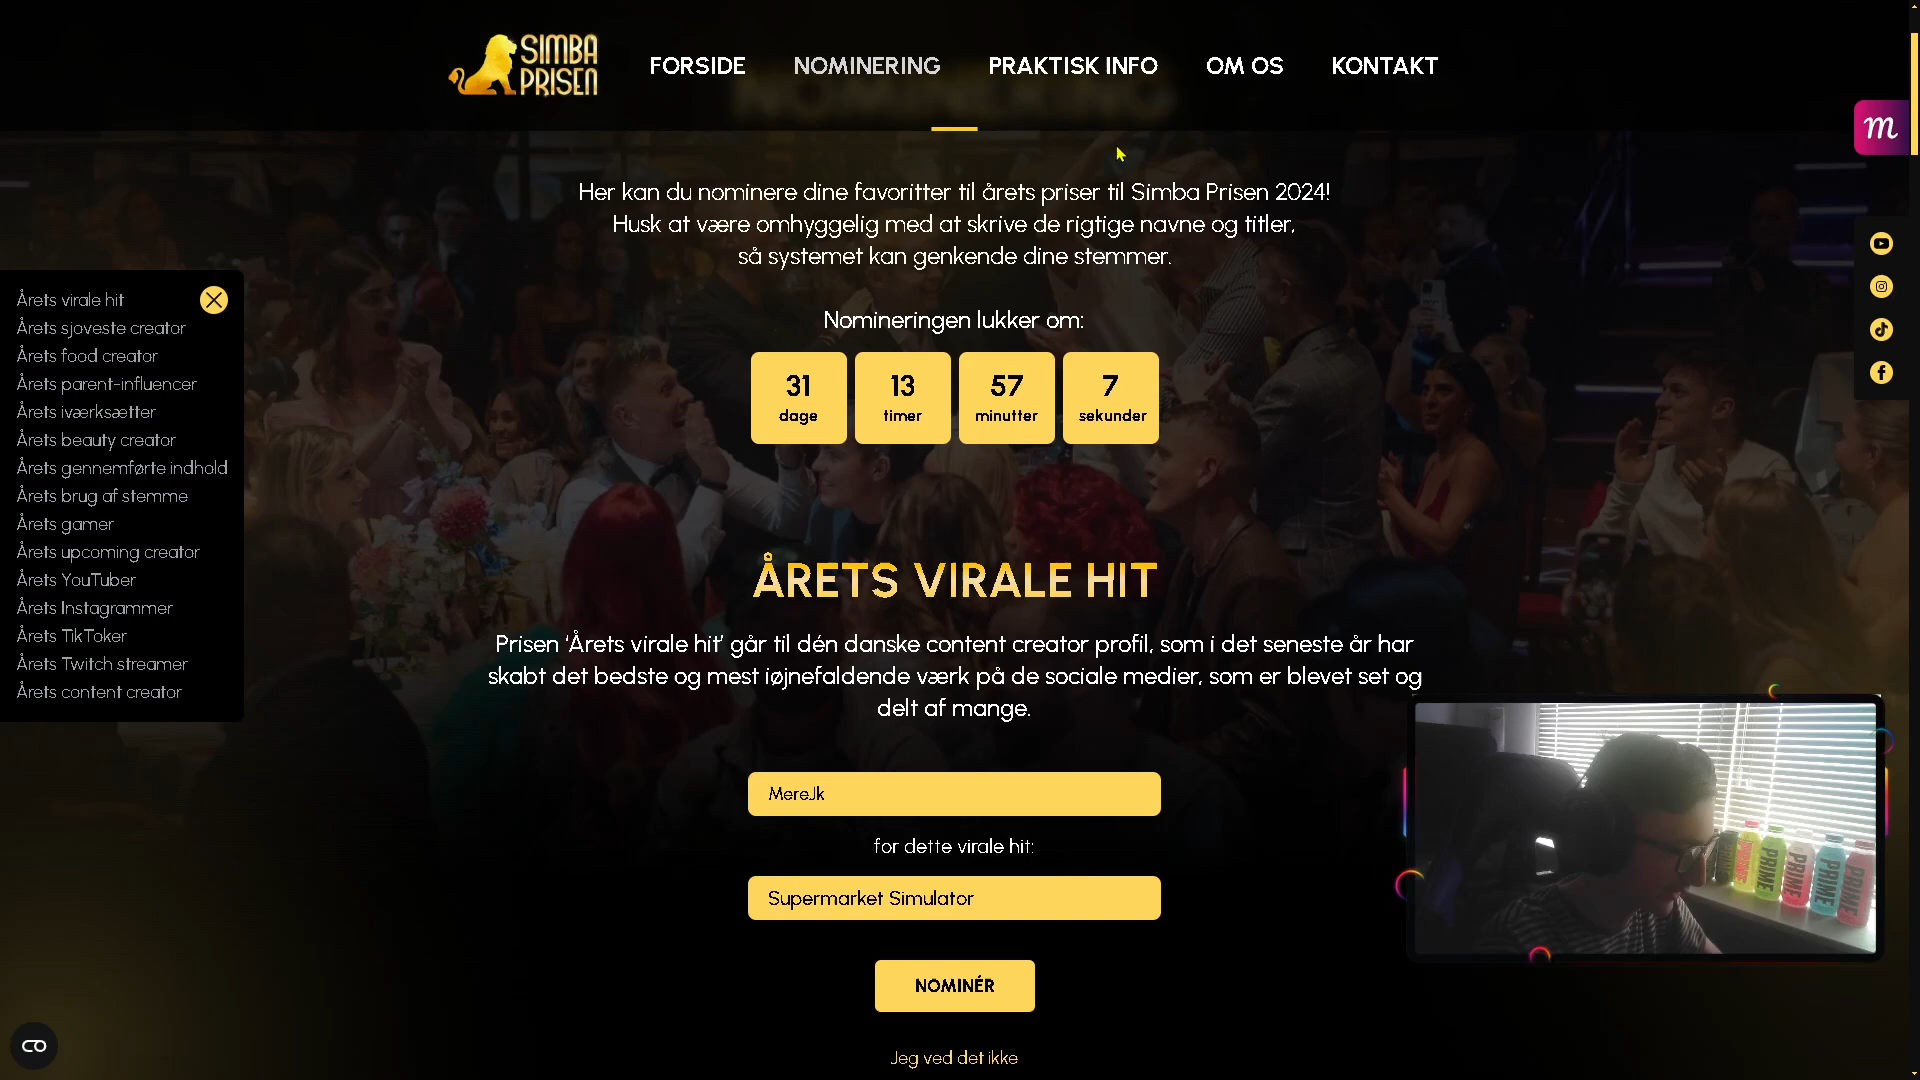 SIMBA
PRISEN
FORSIDE
NOMINERING
PRAKTISK INFO
OM OS
KONTAKT
m
Her kan du nominere dine favoritter til årets priser til Simba Prisen 2024!
Husk at være omhyggelig med at skrive de rigtige navne og titler,
så systemet kan genkende dine stemmer.
Nomineringen lukker om:
31
dage
13
timer
57
minutter
7
sekunder
Årets virale hit
Årets sjoveste creator
Årets food creator
Årets parent-influencer
Årets iværksætter
Årets beauty creator
Årets gennemførte indhold
Årets brug af stemme
Årets gamer
Årets upcoming creator
Årets YouTuber
Årets Instagrammer
Årets TikToker
Årets Twitch streamer
Årets content creator
ÅRETS VIRALE HIT
Prisen ‘Årets virale hit’ går til dén danske content creator profil, som i det seneste år har
skabt det bedste og mest iøjnefaldende værk på de sociale medier, som er blevet set og
delt af mange.
MereJk
for dette virale hit:
Supermarket Simulator
NOMINÉR
Jeg ved det ikke
PRIME
PRIME
PRIME
PRIME
PRIME